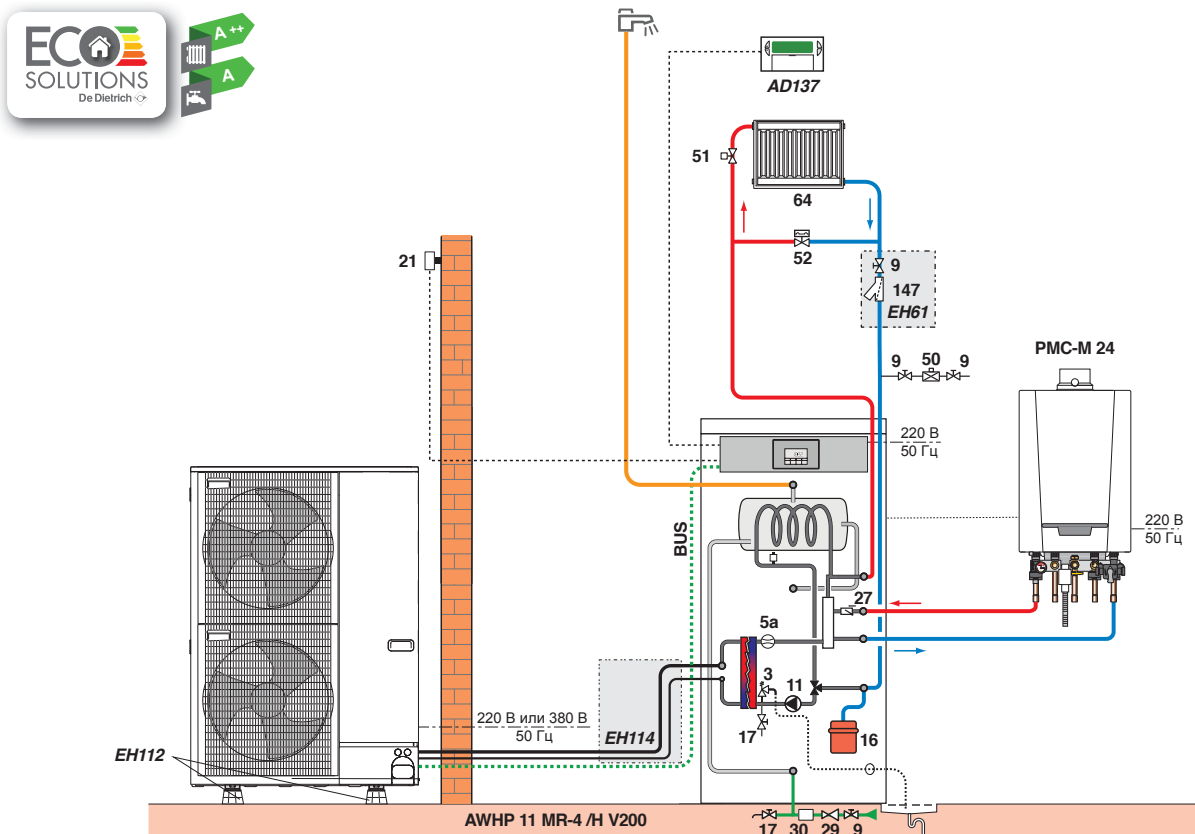 ECO
SOLUTIONS
De Dietrich
A ++
A
AD137
51
64
52
21
9
147
EH61
9 50 9
PMC-M 24
220 В
50 Гц
BUS
220 В
50 Гц
27
5a
3
11
220 В или 380 В
50 Гц
EH114
17
16
EH112
AWHP 11 MR-4 /H V200
17 30 29 9